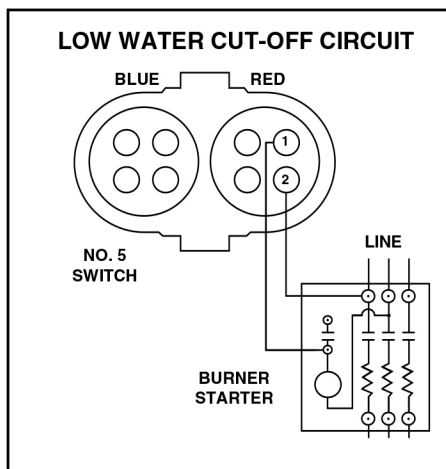 LOW WATER CUT-OFF CIRCUIT
BLUE RED
1
2
NO. 5
SWITCH
LINE
BURNER
STARTER